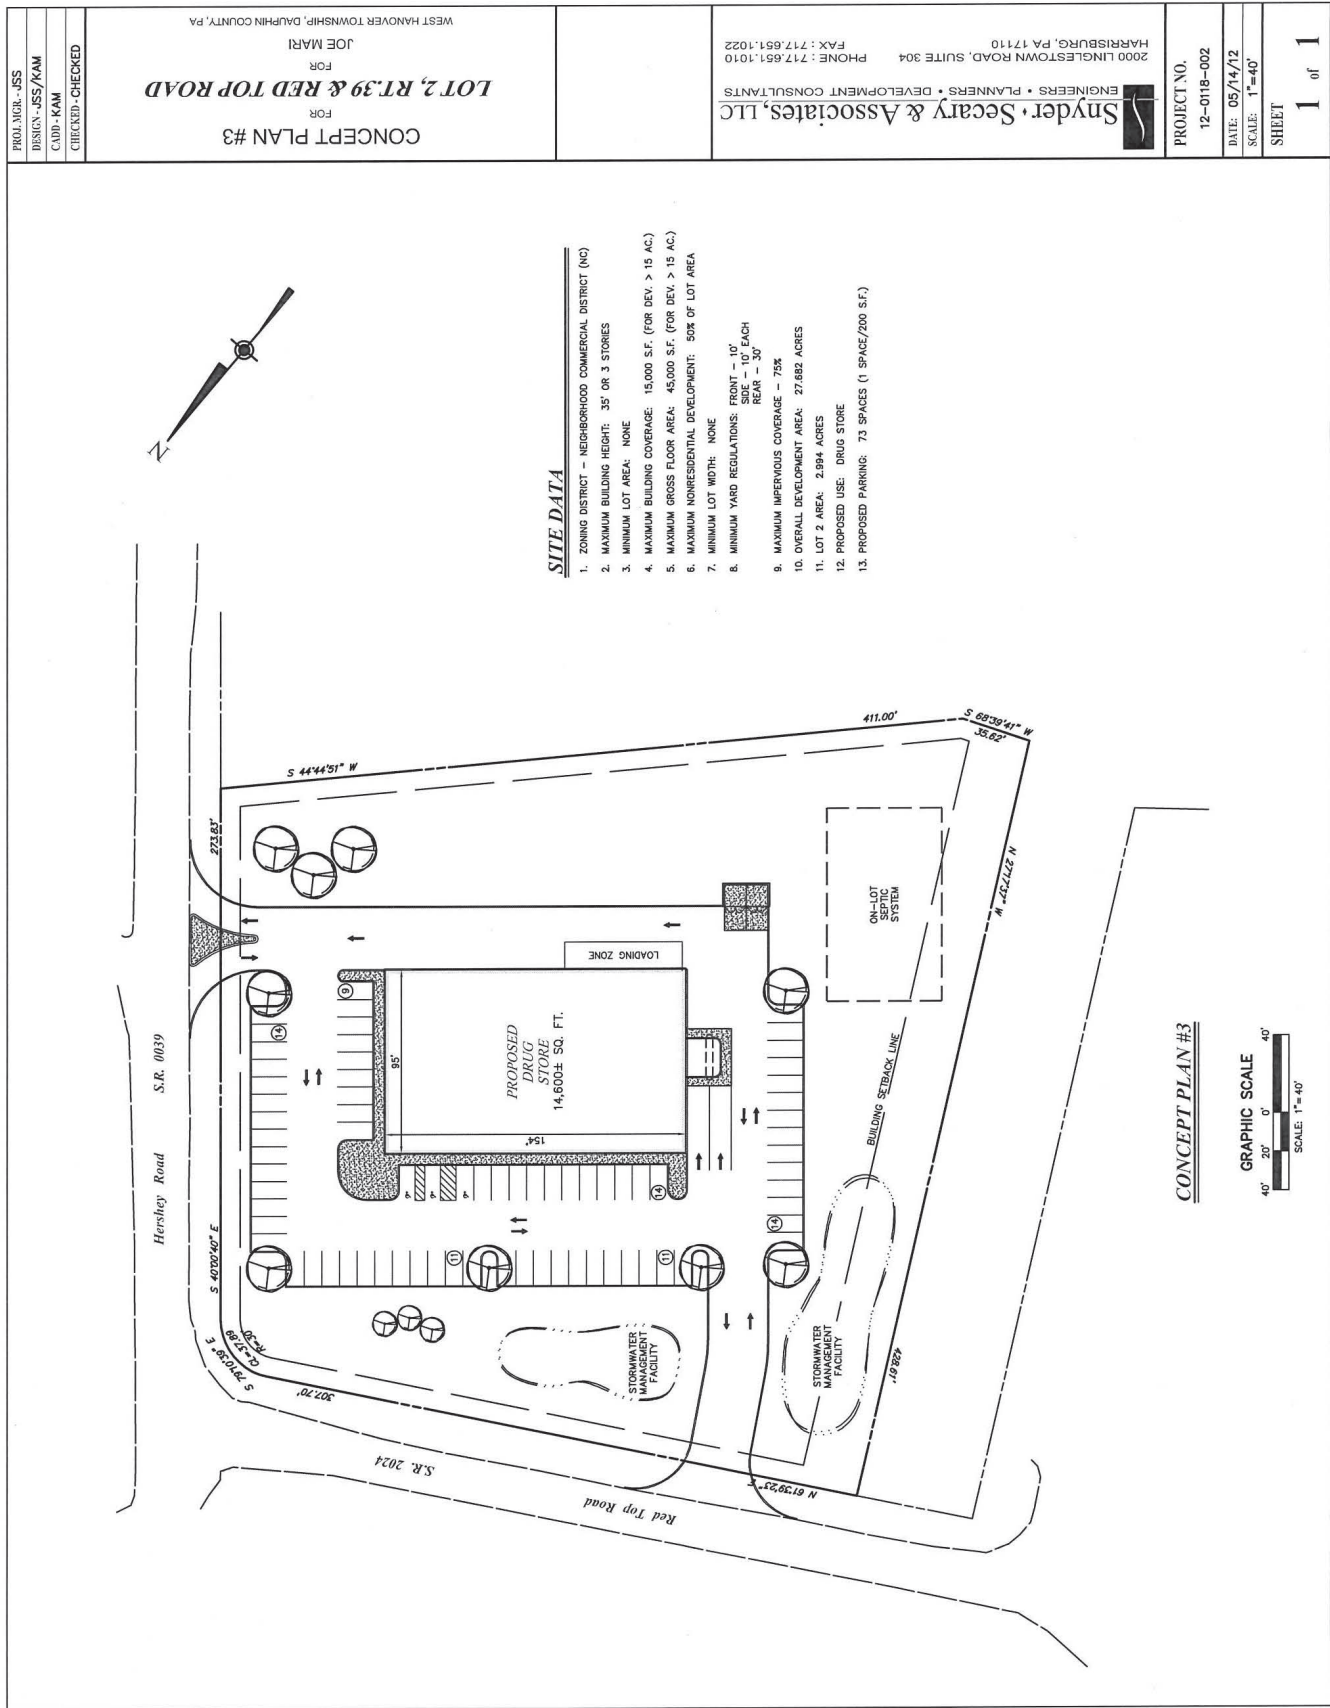 PROJ. MGR. - JSS
DESIGN - JSS/KAM
CADD - KAM
CHECKED - CHECKED
CONCEPT PLAN #3
FOR
LOT 2, RT.39 & RED TOP ROAD
FOR
JOE MARI
WEST HANOVER TOWNSHIP, DAUPHIN COUNTY, PA
Snyder · Secary & Associates, LLC
ENGINEERS • PLANNERS • DEVELOPMENT CONSULTANTS
2000 LINGLESTOWN ROAD, SUITE 304 PHONE : 717.651.1010
HARRISBURG, PA 17110 FAX : 717.651.1022
PROJECT NO.
12-0118-002
DATE: 05/14/12
SCALE: 1"=40'
SHEET
1 of 1
N
SITE DATA
1. ZONING DISTRICT - NEIGHBORHOOD COMMERCIAL DISTRICT (NC)
2. MAXIMUM BUILDING HEIGHT: 35' OR 3 STORIES
3. MINIMUM LOT AREA: NONE
4. MAXIMUM BUILDING COVERAGE: 15,000 S.F. (FOR DEV. > 15 AC.)
5. MAXIMUM GROSS FLOOR AREA: 45,000 S.F. (FOR DEV. > 15 AC.)
6. MAXIMUM NONRESIDENTIAL DEVELOPMENT: 50% OF LOT AREA
7. MINIMUM LOT WIDTH: NONE
8. MINIMUM YARD REGULATIONS: FRONT - 10'
SIDE - 10' EACH
REAR - 30'
9. MAXIMUM IMPERVIOUS COVERAGE - 75%
10. OVERALL DEVELOPMENT AREA: 27.682 ACRES
11. LOT 2 AREA: 2.994 ACRES
12. PROPOSED USE: DRUG STORE
13. PROPOSED PARKING: 73 SPACES (1 SPACE/200 S.F.)
Hershey Road S.R. 0039
S 40°00'40" E
273.83'
S 44°44'51" W
411.00'
S 68°39'41" W
35.62'
N 27°17'37" W
428.61'
N 61°39'23" E
307.70'
S 79°10'39" E
CL=37.89
R=30'
S.R. 2024
Red Top Road
PROPOSED
DRUG
STORE
14,600± SQ. FT.
95'
154'
LOADING ZONE
9
14
14
14
11
11
ON-LOT
SEPTIC
SYSTEM
BUILDING SETBACK LINE
STORMWATER
MANAGEMENT
FACILITY
STORMWATER
MANAGEMENT
FACILITY
CONCEPT PLAN #3
GRAPHIC SCALE
40' 20' 0' 40'
SCALE: 1"=40'